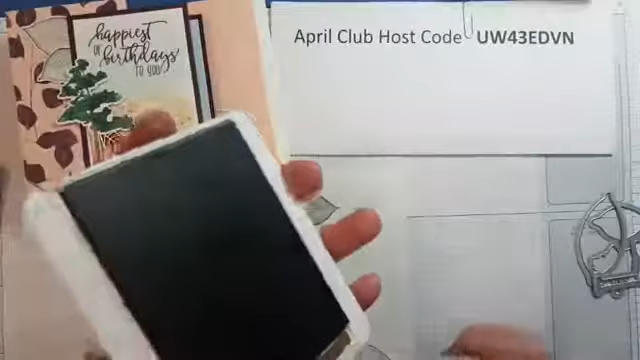 happiest
OF
birthdays
TO YOU
April Club Host Code UW43EDVN